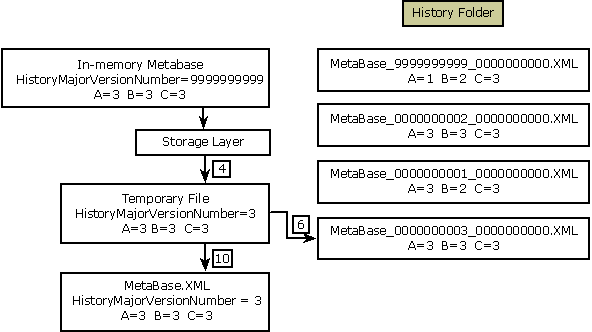 History Folder
In-memory Metabase
HistoryMajorVersionNumber=9999999999
A=3 B=3 C=3
Storage Layer
4
Temporary File
HistoryMajorVersionNumber=3
A=3 B=3 C=3
6
10
MetaBase.XML
HistoryMajorVersionNumber = 3
A=3 B=3 C=3
MetaBase_9999999999_0000000000.XML
A=1 B=2 C=3
MetaBase_0000000002_0000000000.XML
A=3 B=3 C=3
MetaBase_0000000001_0000000000.XML
A=3 B=2 C=3
MetaBase_0000000003_0000000000.XML
A=3 B=3 C=3